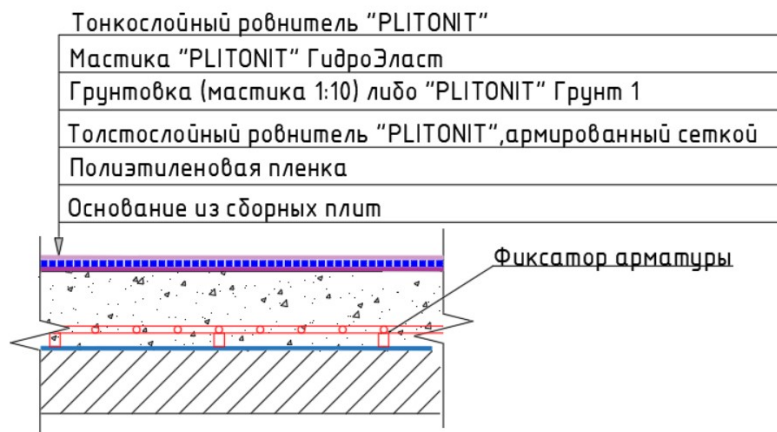 Тонкослойный ровнитель "PLITONIT"
Мастика "PLITONIT" ГидроЭласт
Грунтовка (мастика 1:10) либо "PLITONIT" Грунт 1
Толстослойный ровнитель "PLITONIT",армированный сеткой
Полиэтиленовая пленка
Основание из сборных плит
Фиксатор арматуры